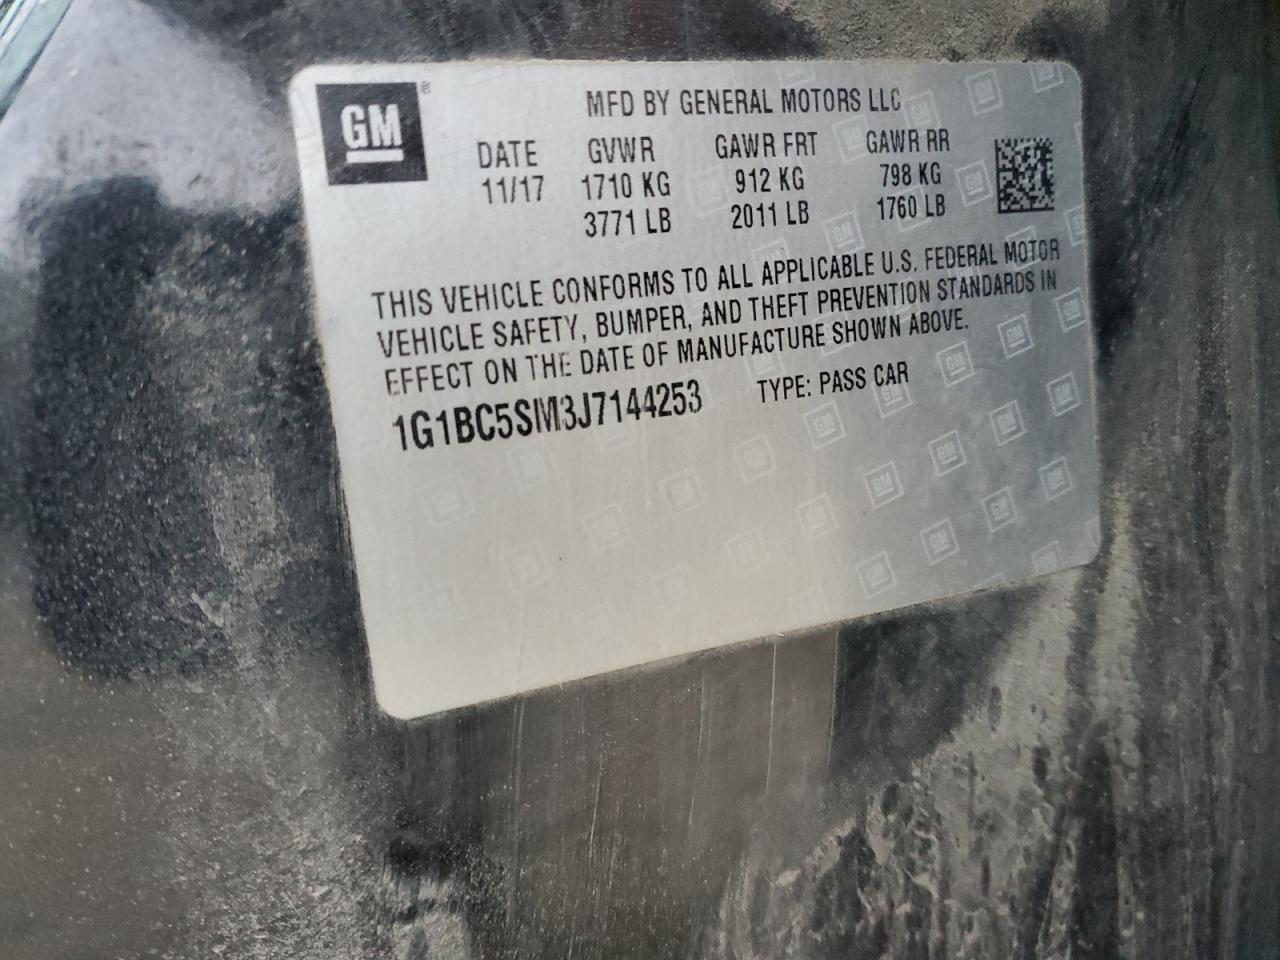 GM ®
MFD BY GENERAL MOTORS LLC
DATE GVWR GAWR FRT GAWR RR
11/17 1710 KG 912 KG 798 KG
3771 LB 2011 LB 1760 LB
THIS VEHICLE CONFORMS TO ALL APPLICABLE U.S. FEDERAL MOTOR
VEHICLE SAFETY, BUMPER, AND THEFT PREVENTION STANDARDS IN
EFFECT ON THE DATE OF MANUFACTURE SHOWN ABOVE.
1G1BC5SM3J7144253 TYPE: PASS CAR